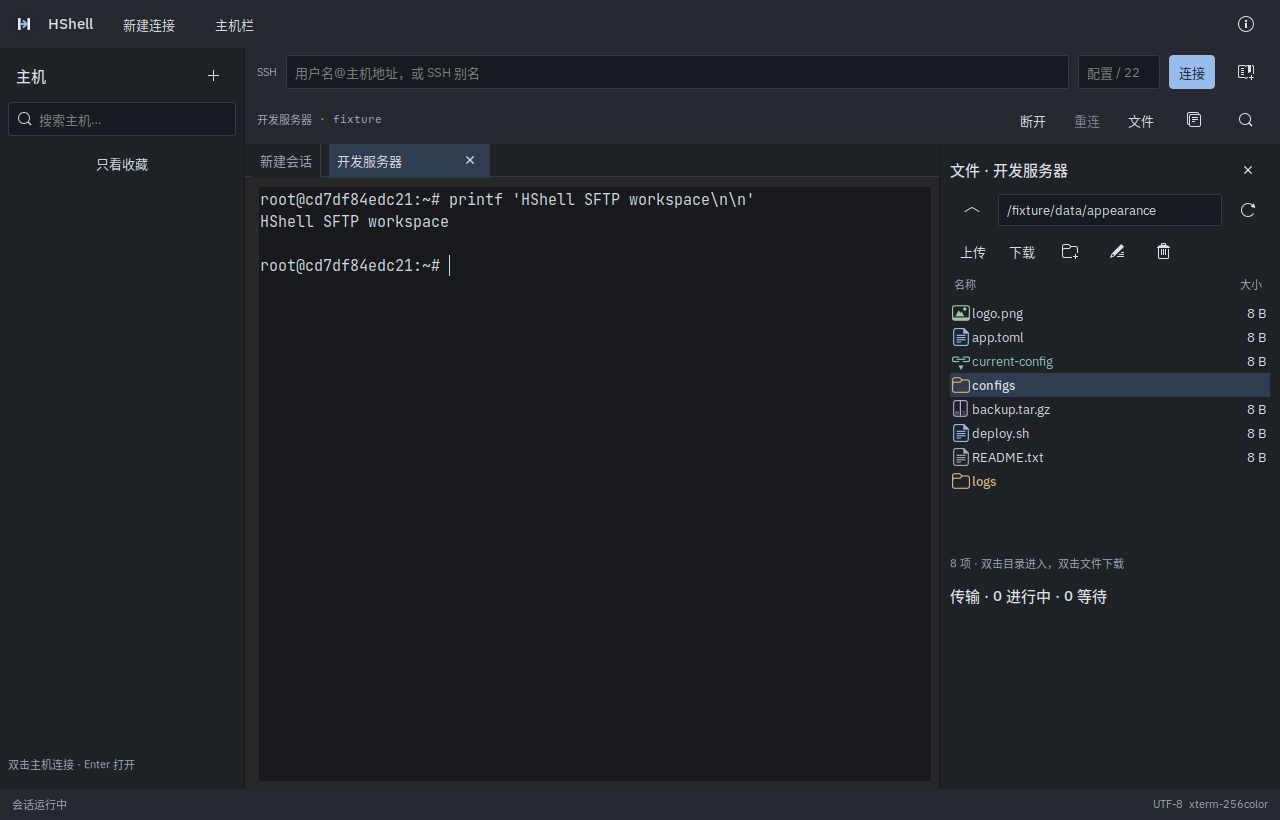 HShell 新建连接 主机栏
主机
搜索主机...
只看收藏
双击主机连接 · Enter 打开
SSH 用户名@主机地址，或 SSH 别名 配置 / 22 连接
开发服务器 · fixture 断开 重连 文件
新建会话 开发服务器
root@cd7df84edc21:~# printf 'HShell SFTP workspace\n\n'
HShell SFTP workspace
root@cd7df84edc21:~#
文件 · 开发服务器
/fixture/data/appearance
上传 下载
名称 大小
logo.png 8 B
app.toml 8 B
current-config 8 B
configs
backup.tar.gz 8 B
deploy.sh 8 B
README.txt 8 B
logs
8 项 · 双击目录进入，双击文件下载
传输 · 0 进行中 · 0 等待
会话运行中 UTF-8 xterm-256color